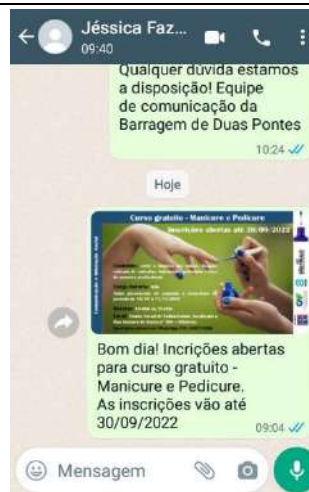 Jéssica Faz...
09:40
Qualquer dúvida estamos
a disposição! Equipe
de comunicação da
Barragem de Duas Pontes
10:24
Hoje
Curso gratuito - Manicure e Pedicure
Inscrições abertas até 30/09/2022
Bom dia! Incrições abertas
para curso gratuito -
Manicure e Pedicure.
As inscrições vão até
30/09/2022
09:04
Mensagem